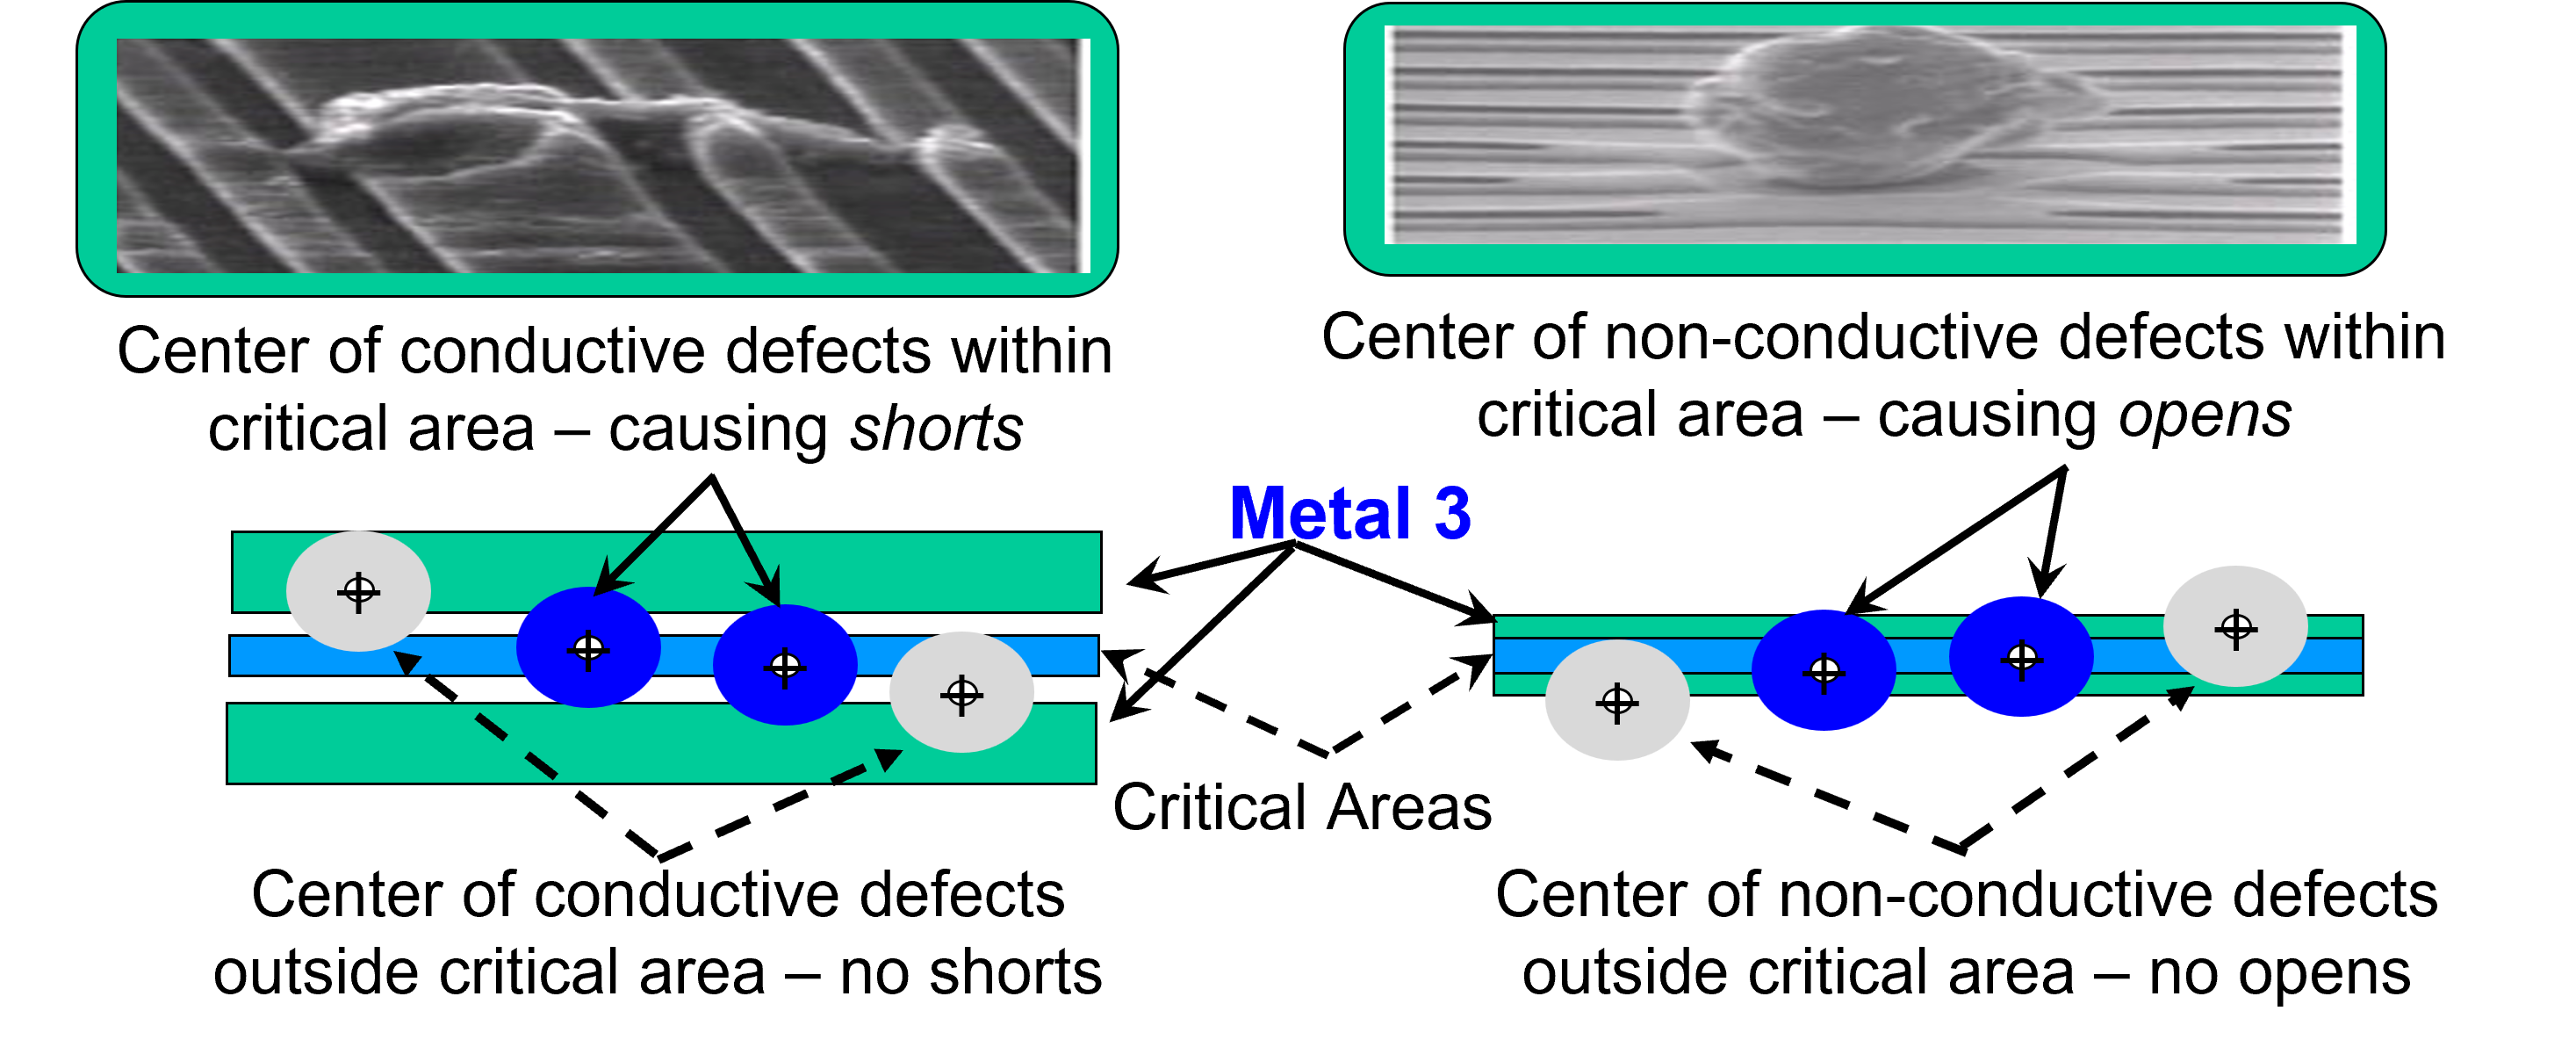 Center of conductive defects within
critical area – causing shorts
Center of non-conductive defects within
critical area – causing opens
Metal 3
Critical Areas
Center of conductive defects
outside critical area – no shorts
Center of non-conductive defects
outside critical area – no opens